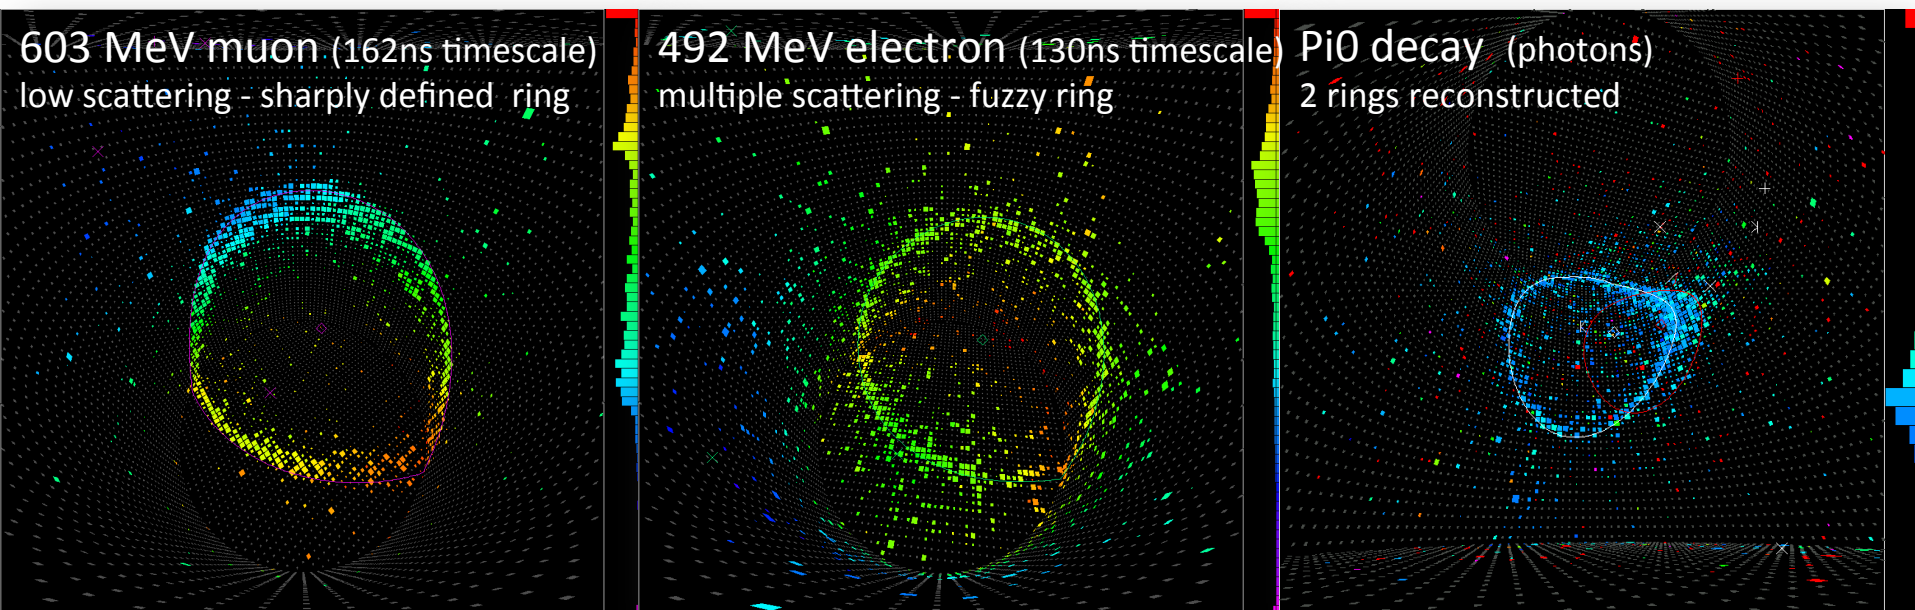 603 MeV muon (162ns timescale)
low scattering - sharply defined ring
492 MeV electron (130ns timescale)
multiple scattering - fuzzy ring
Pi0 decay (photons)
2 rings reconstructed